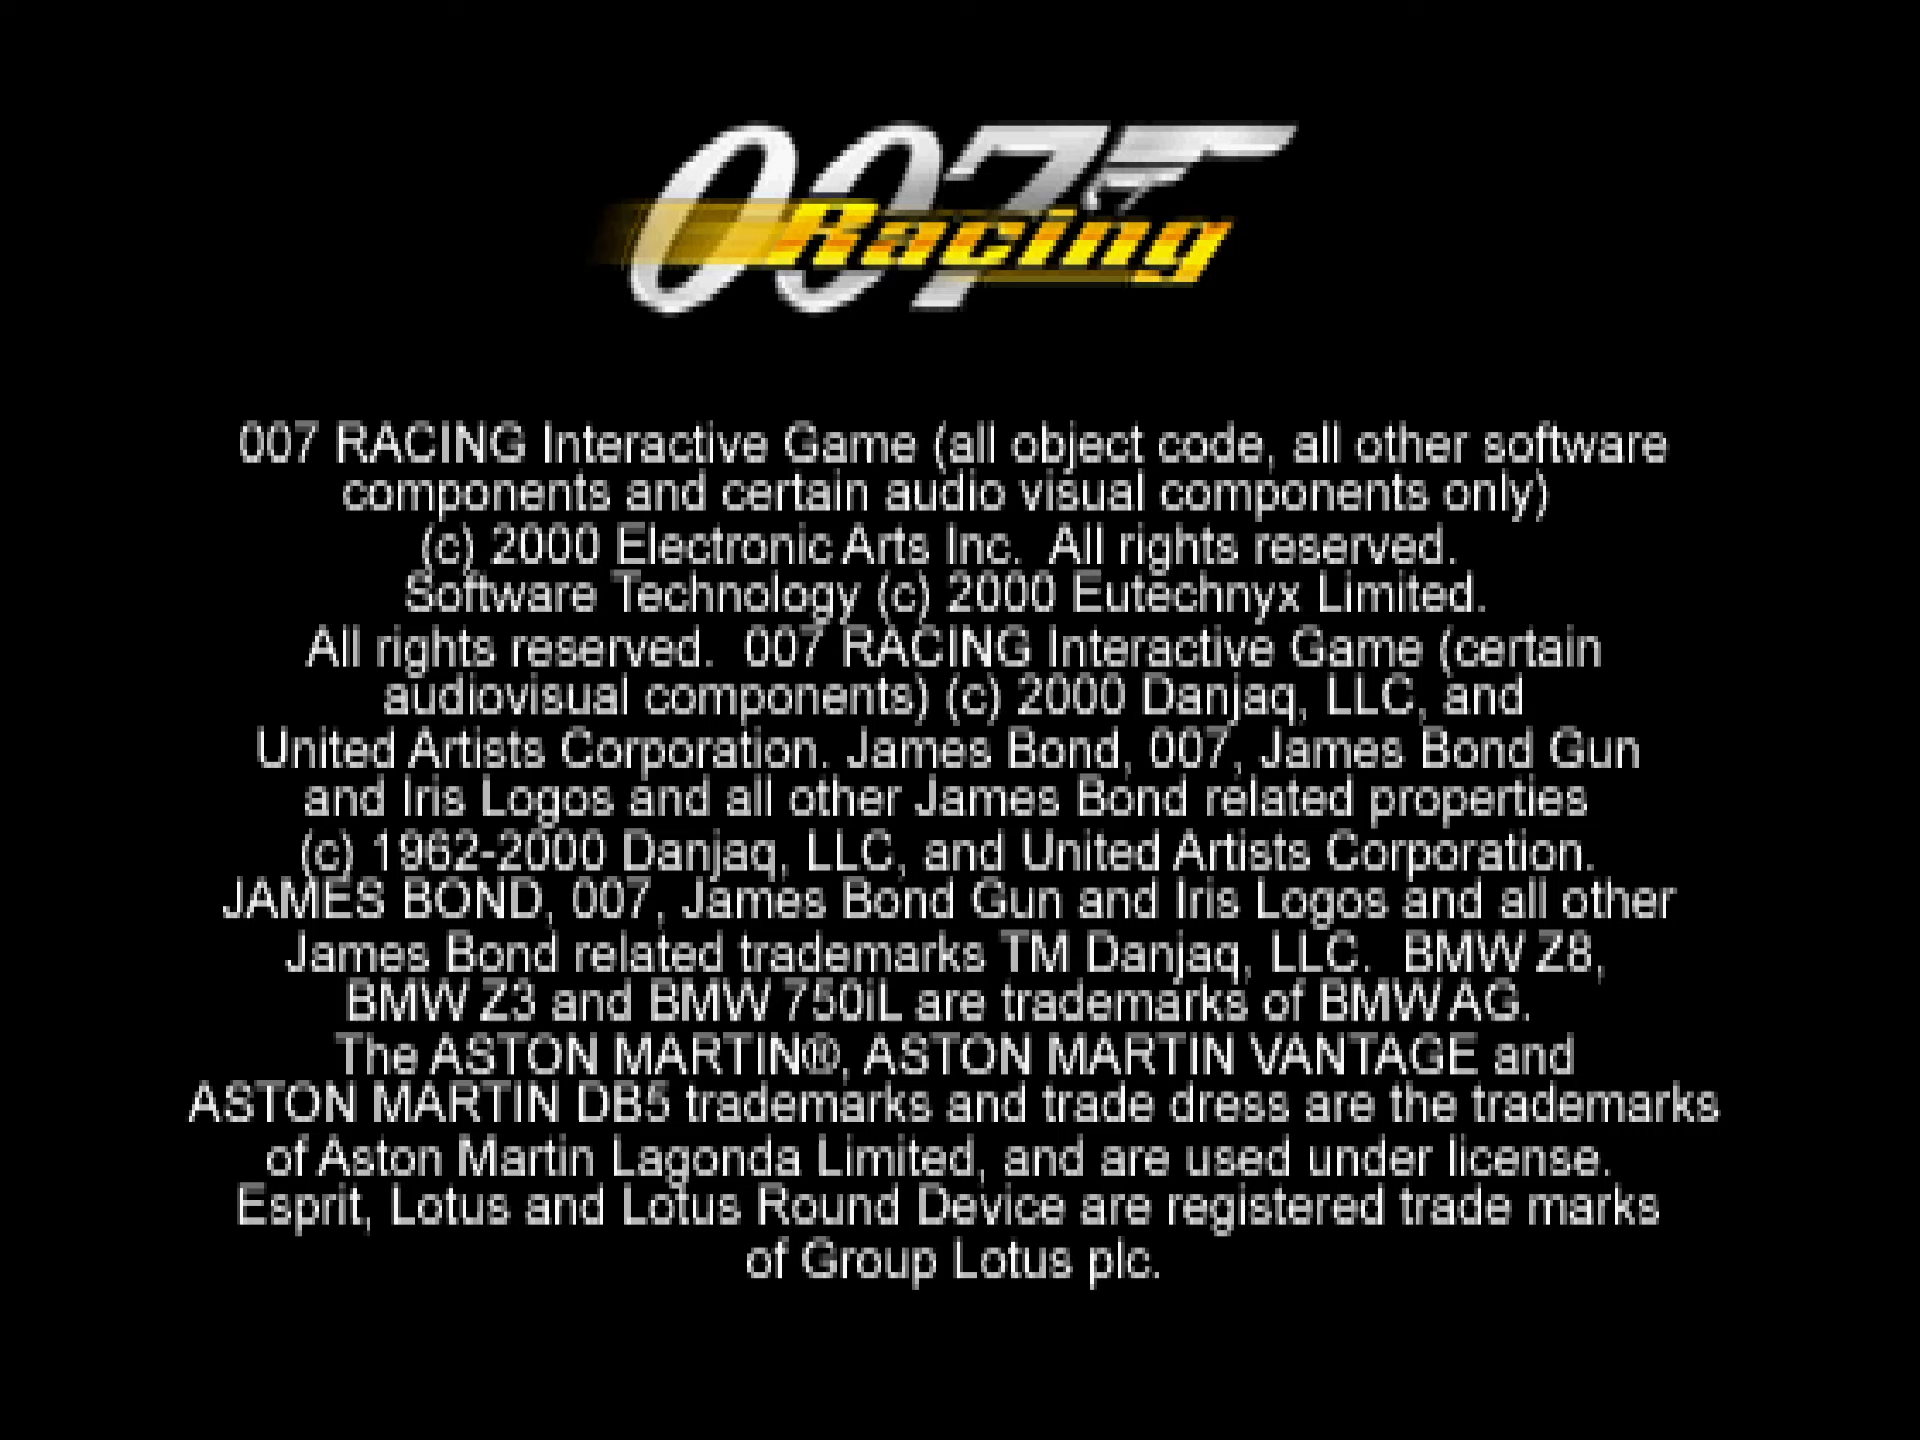 007 Racing
007 RACING Interactive Game (all object code, all other software
components and certain audio visual components only)
(c) 2000 Electronic Arts Inc.  All rights reserved.
Software Technology (c) 2000 Eutechnyx Limited.
All rights reserved.  007 RACING Interactive Game (certain
audiovisual components) (c) 2000 Danjaq, LLC, and
United Artists Corporation. James Bond, 007, James Bond Gun
and Iris Logos and all other James Bond related properties
(c) 1962-2000 Danjaq, LLC, and United Artists Corporation.
JAMES BOND, 007, James Bond Gun and Iris Logos and all other
James Bond related trademarks TM Danjaq, LLC.  BMW Z8,
BMW Z3 and BMW 750iL are trademarks of BMW AG.
The ASTON MARTIN®, ASTON MARTIN VANTAGE and
ASTON MARTIN DB5 trademarks and trade dress are the trademarks
of Aston Martin Lagonda Limited, and are used under license.
Esprit, Lotus and Lotus Round Device are registered trade marks
of Group Lotus plc.